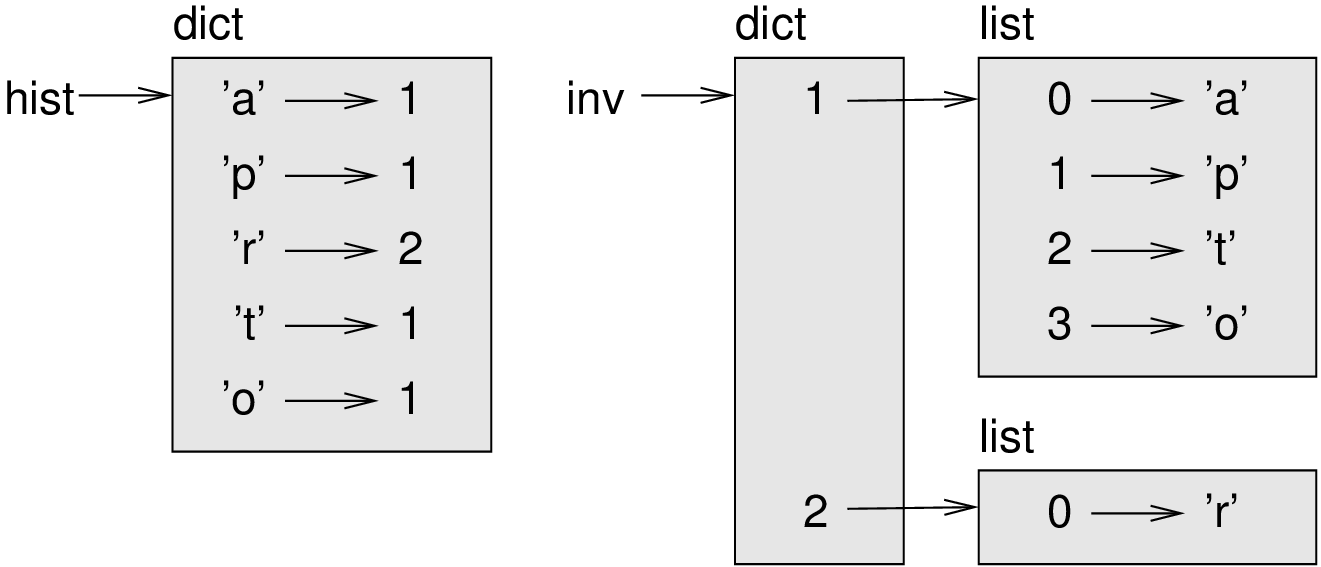 dict
hist
’a’ 1
’p’ 1
’r’ 2
’t’ 1
’o’ 1
dict
inv
1
2
list
0 ’a’
1 ’p’
2 ’t’
3 ’o’
list
0 ’r’